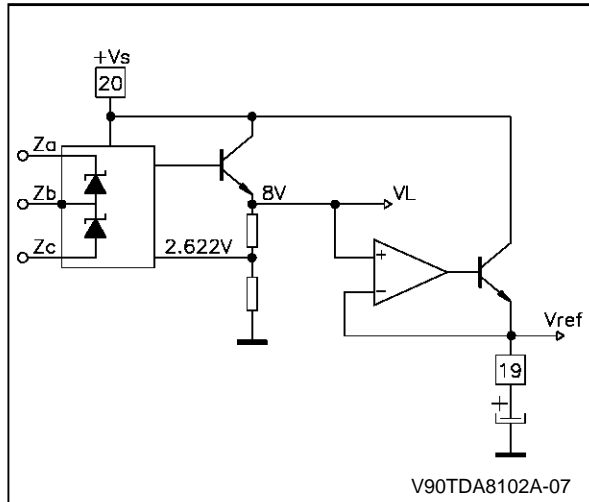 +Vs
20
Za
Zb
8V
VL
Zc
2.622V
+
−
Vref
19
+
V90TDA8102A-07